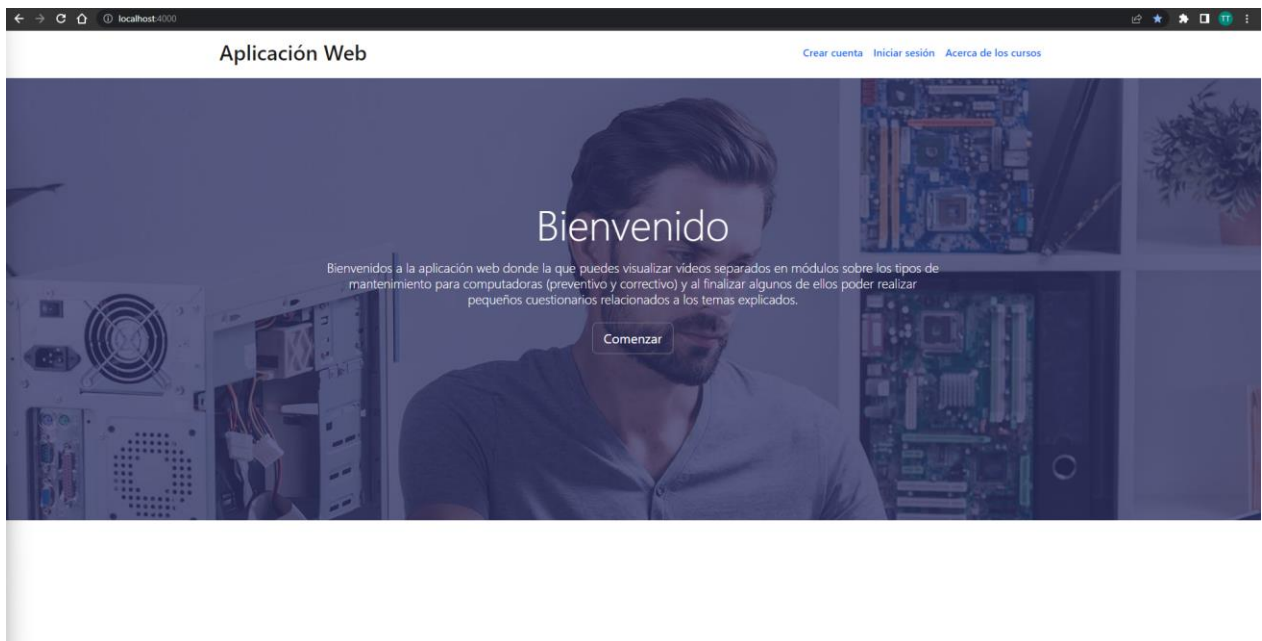 localhost:4000
TT
Aplicación Web
Crear cuenta Iniciar sesión Acerca de los cursos
Bienvenido
Bienvenidos a la aplicación web donde la que puedes visualizar vídeos separados en módulos sobre los tipos de
mantenimiento para computadoras (preventivo y correctivo) y al finalizar algunos de ellos poder realizar
pequeños cuestionarios relacionados a los temas explicados.
Comenzar